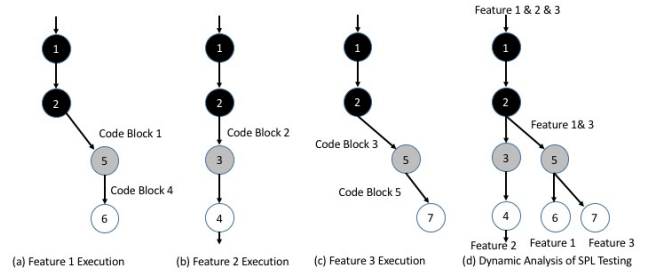 Feature 1 & 2 & 3
1
1
1
1
2
2
2
2
Code Block 1
Code Block 2
Code Block 3
Feature 1& 3
5
3
5
3
5
Code Block 4
Code Block 5
6
4
7
4
6
7
Feature 2
Feature 1
Feature 3
(a) Feature 1 Execution
(b) Feature 2 Execution
(c) Feature 3 Execution
(d) Dynamic Analysis of SPL Testing